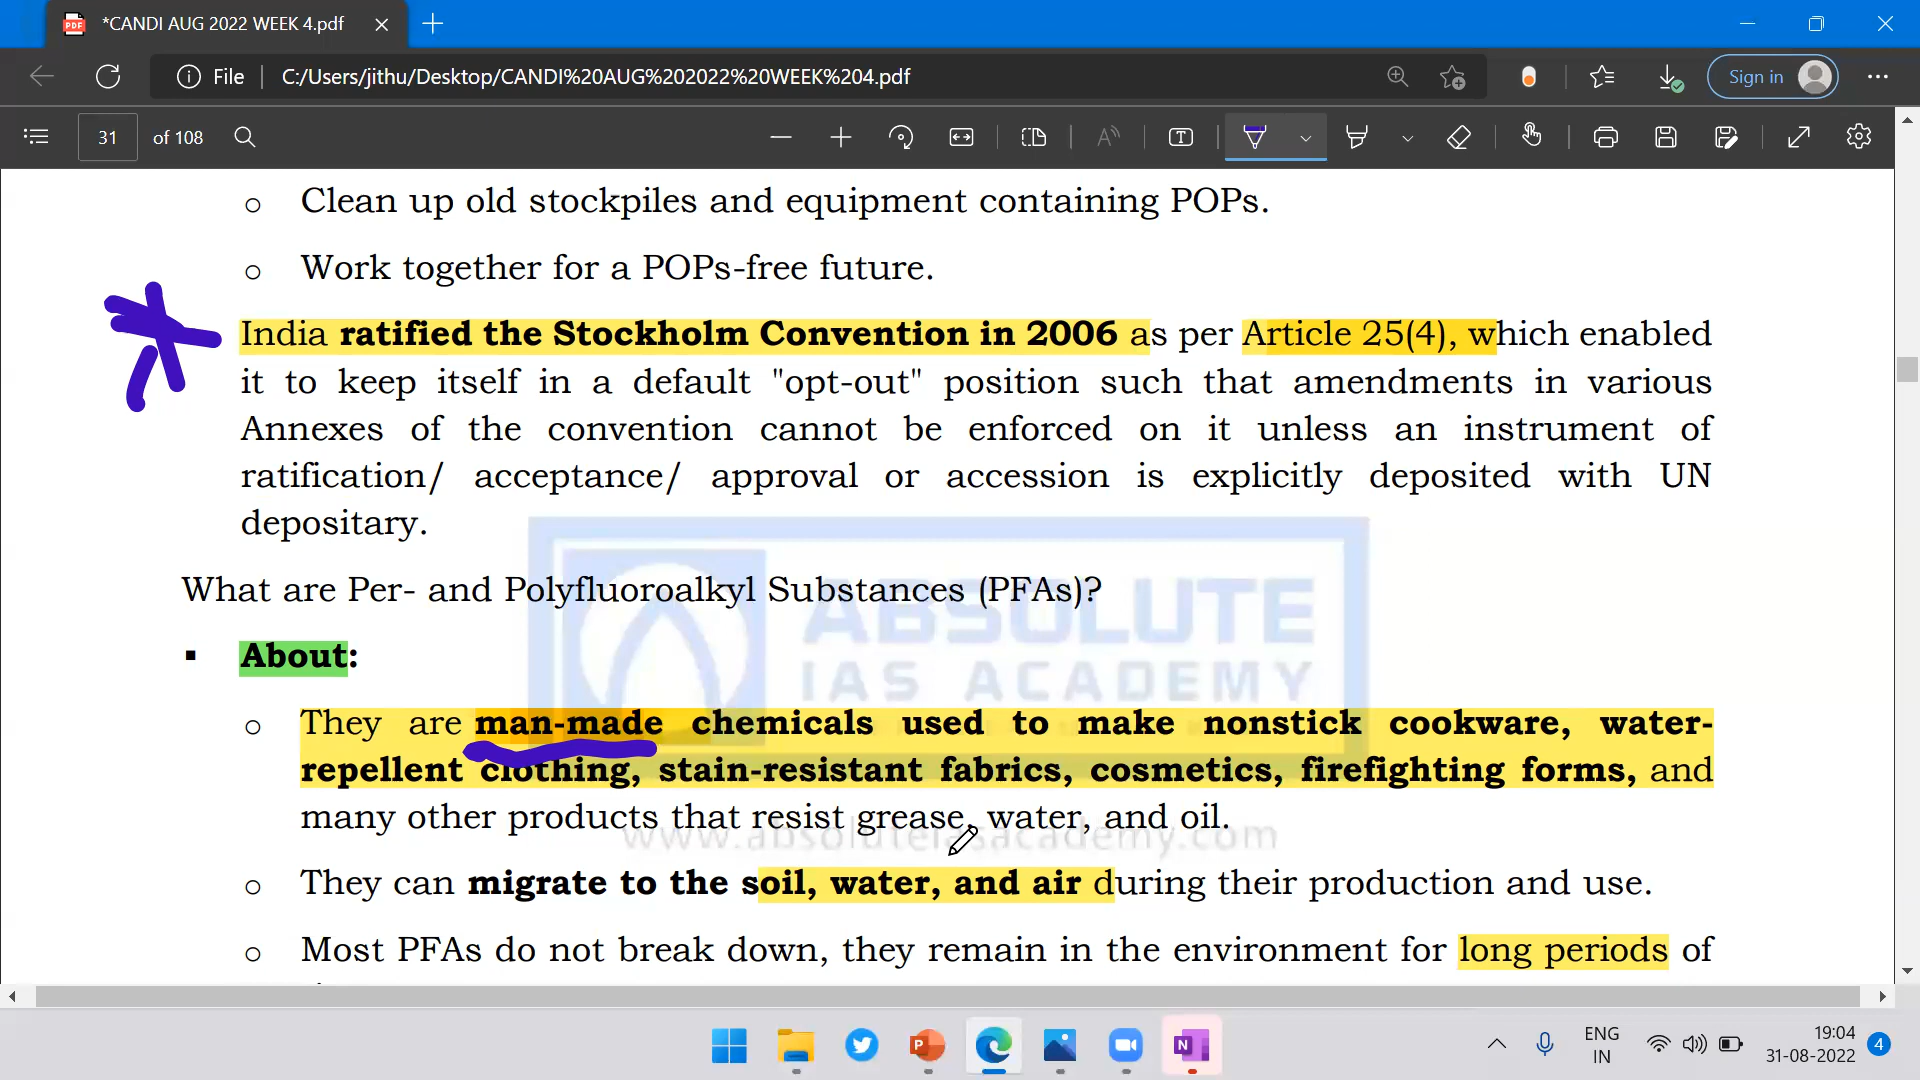 *CANDI AUG 2022 WEEK 4.pdf
File C:/Users/jithu/Desktop/CANDI%20AUG%202022%20WEEK%204.pdf
Sign in
31 of 108
o Clean up old stockpiles and equipment containing POPs.
o Work together for a POPs-free future.
India ratified the Stockholm Convention in 2006 as per Article 25(4), which enabled
it to keep itself in a default "opt-out" position such that amendments in various
Annexes of the convention cannot be enforced on it unless an instrument of
ratification/ acceptance/ approval or accession is explicitly deposited with UN
depositary.
ABSOLUTE
IAS ACADEMY
What are Per- and Polyfluoroalkyl Substances (PFAs)?
▪ About:
o They are man-made chemicals used to make nonstick cookware, water-
repellent clothing, stain-resistant fabrics, cosmetics, firefighting forms, and
many other products that resist grease, water, and oil.
www.absoluteiasacademy.com
o They can migrate to the soil, water, and air during their production and use.
o Most PFAs do not break down, they remain in the environment for long periods of
ENG
IN
19:04
31-08-2022
4